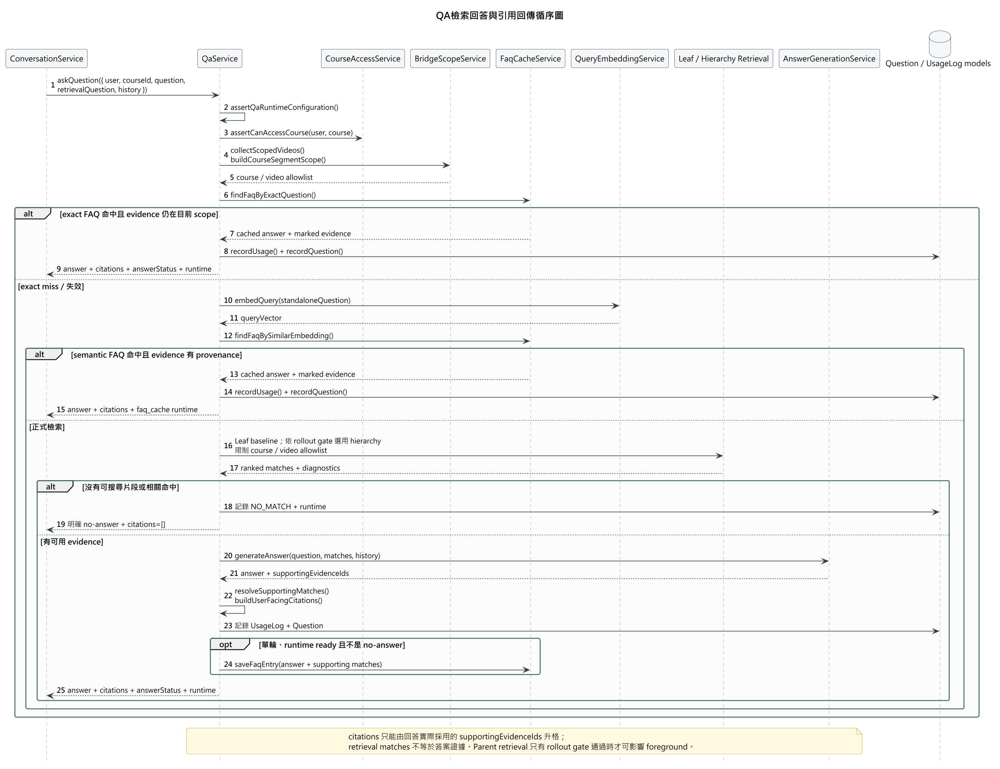 QA檢索回答與引用回傳循序圖
ConversationService
QaService
CourseAccessService
BridgeScopeService
FaqCacheService
QueryEmbeddingService
Leaf / Hierarchy Retrieval
AnswerGenerationService
Question / UsageLog models
1 askQuestion({ user, courseId, question,
retrievalQuestion, history })
2 assertQaRuntimeConfiguration()
3 assertCanAccessCourse(user, course)
4 collectScopedVideos()
buildCourseSegmentScope()
5 course / video allowlist
6 findFaqByExactQuestion()
alt [exact FAQ 命中且 evidence 仍在目前 scope]
7 cached answer + marked evidence
8 recordUsage() + recordQuestion()
9 answer + citations + answerStatus + runtime
[exact miss / 失效]
10 embedQuery(standaloneQuestion)
11 queryVector
12 findFaqBySimilarEmbedding()
alt [semantic FAQ 命中且 evidence 有 provenance]
13 cached answer + marked evidence
14 recordUsage() + recordQuestion()
15 answer + citations + faq_cache runtime
[正式檢索]
16 Leaf baseline；依 rollout gate 選用 hierarchy
限制 course / video allowlist
17 ranked matches + diagnostics
alt [沒有可搜尋片段或相關命中]
18 記錄 NO_MATCH + runtime
19 明確 no-answer + citations=[]
[有可用 evidence]
20 generateAnswer(question, matches, history)
21 answer + supportingEvidenceIds
22 resolveSupportingMatches()
buildUserFacingCitations()
23 記錄 UsageLog + Question
opt [單輪、runtime ready 且不是 no-answer]
24 saveFaqEntry(answer + supporting matches)
25 answer + citations + answerStatus + runtime
citations 只能由回答實際採用的 supportingEvidenceIds 升格；
retrieval matches 不等於答案證據。Parent retrieval 只有 rollout gate 通過時才可影響 foreground。